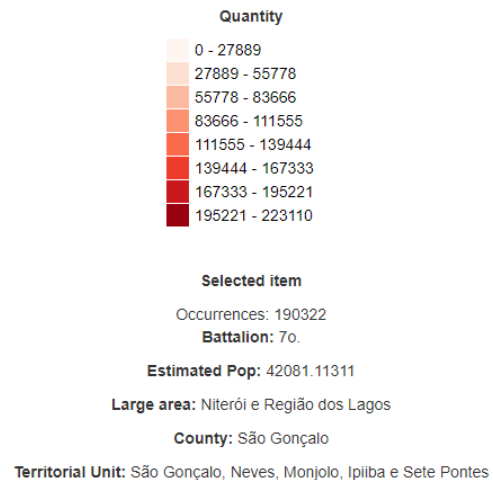 Quantity
0 - 27889
27889 - 55778
55778 - 83666
83666 - 111555
111555 - 139444
139444 - 167333
167333 - 195221
195221 - 223110
Selected item
Occurrences: 190322
Battalion: 7o.
Estimated Pop: 42081.11311
Large area: Niterói e Região dos Lagos
County: São Gonçalo
Territorial Unit: São Gonçalo, Neves, Monjolo, Ipiiba e Sete Pontes